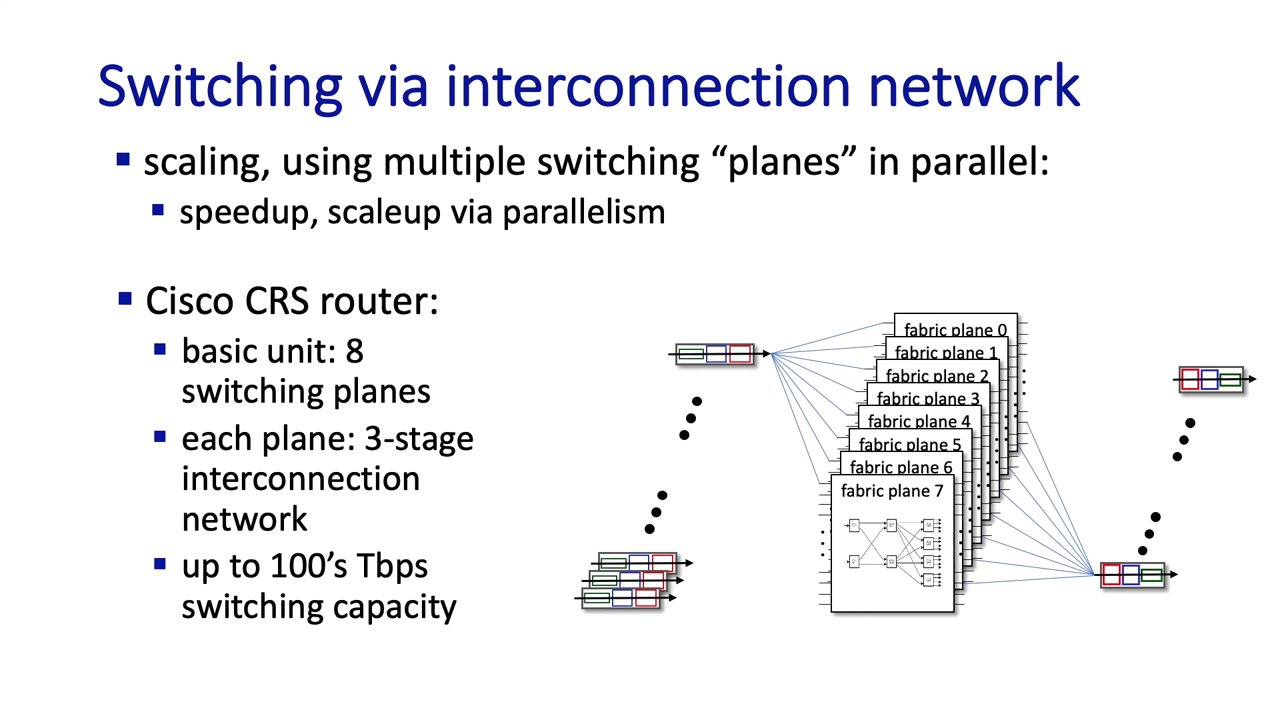 Switching via interconnection network
▪ scaling, using multiple switching “planes” in parallel:
▪ speedup, scaleup via parallelism
▪ Cisco CRS router:
▪ basic unit: 8
switching planes
▪ each plane: 3-stage
interconnection
network
▪ up to 100’s Tbps
switching capacity
fabric plane 0
fabric plane 1
fabric plane 2
fabric plane 3
fabric plane 4
fabric plane 5
fabric plane 6
fabric plane 7